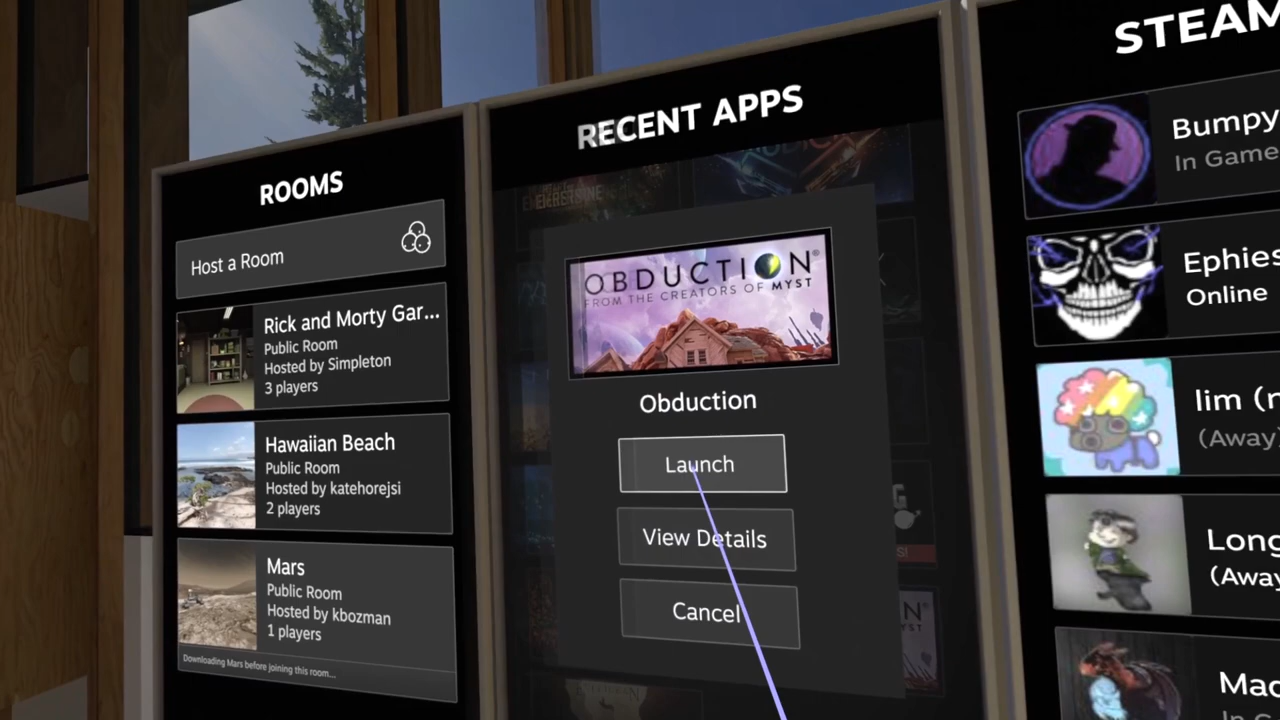 ROOMS
Host a Room
Rick and Morty Gar...
Public Room
Hosted by Simpleton
3 players
Hawaiian Beach
Public Room
Hosted by katehorejsi
2 players
Mars
Public Room
Hosted by kbozman
1 players
Downloading Mars before joining this room...
RECENT APPS
OBDUCTION®
FROM THE CREATORS OF MYST
Obduction
Launch
View Details
Cancel
STEAM
Bumpy
In Game
Ephies
Online
lim (n
(Away)
Long
(Away
Mad